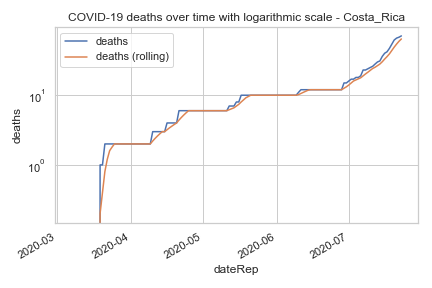 COVID-19 deaths over time with logarithmic scale - Costa_Rica
deaths
deaths (rolling)
deaths
10¹
10⁰
2020-03
2020-04
2020-05
2020-06
2020-07
dateRep